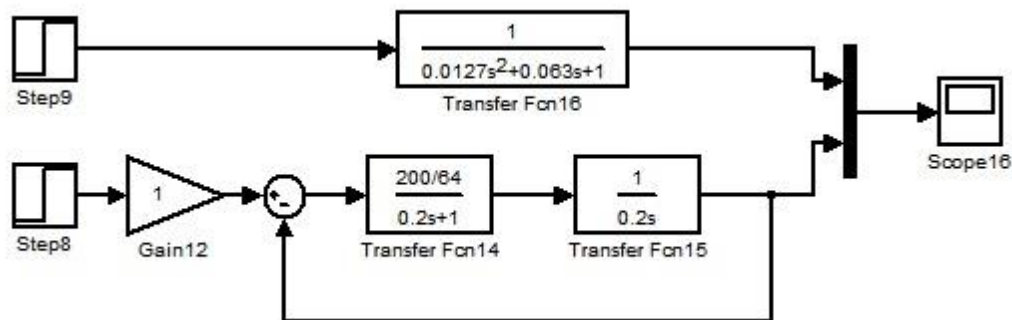 1
0.0127s2+0.063s+1
Step9
Transfer Fcn16
Scope16
1
200/64
0.2s+1
1
0.2s
Step8
Gain12
Transfer Fcn14
Transfer Fcn15